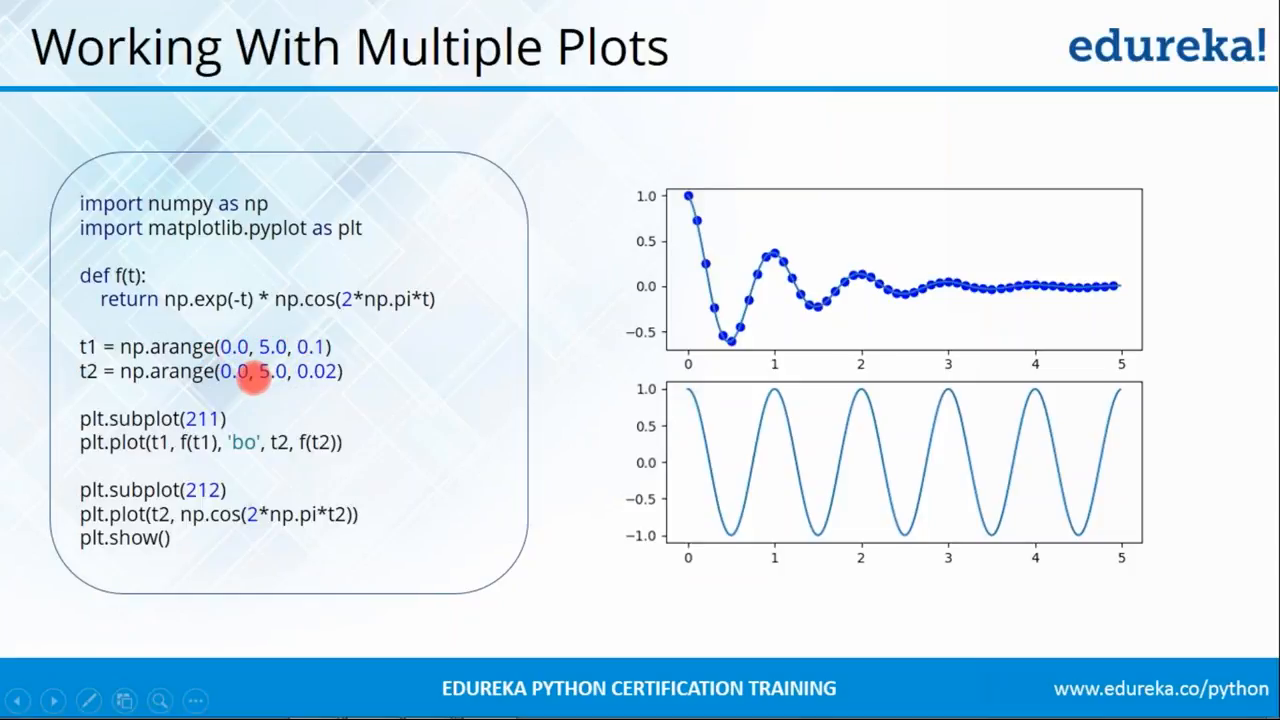 Working With Multiple Plots
edureka!
import numpy as np
import matplotlib.pyplot as plt
def f(t):
return np.exp(-t) * np.cos(2*np.pi*t)
t1 = np.arange(0.0, 5.0, 0.1)
t2 = np.arange(0.0, 5.0, 0.02)
plt.subplot(211)
plt.plot(t1, f(t1), 'bo', t2, f(t2))
plt.subplot(212)
plt.plot(t2, np.cos(2*np.pi*t2))
plt.show()
1.0
0.5
0.0
−0.5
0 1 2 3 4 5
1.0
0.5
0.0
−0.5
−1.0
0 1 2 3 4 5
EDUREKA PYTHON CERTIFICATION TRAINING
www.edureka.co/python